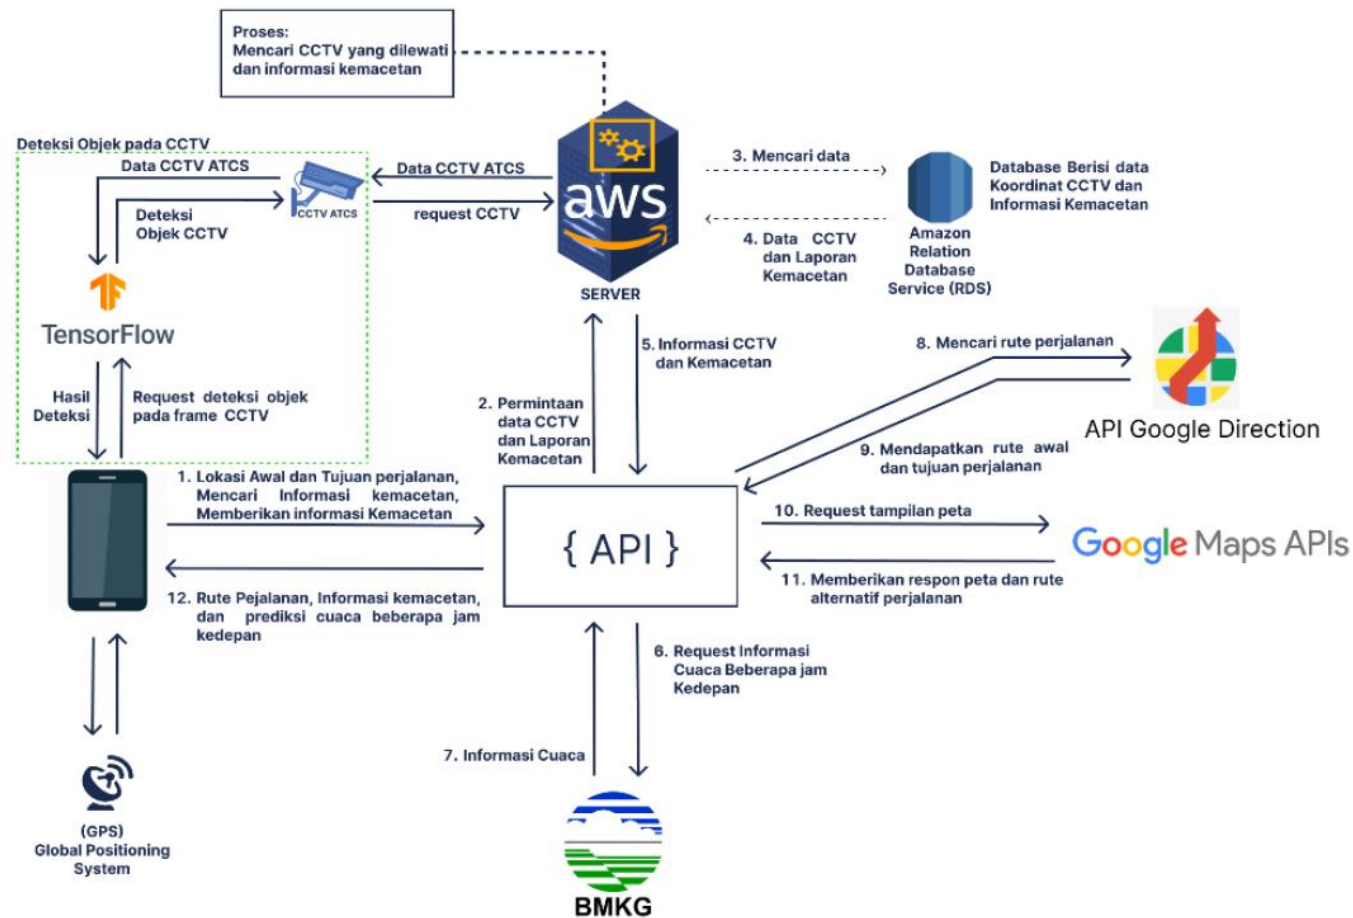 Proses:
Mencari CCTV yang dilewati
dan informasi kemacetan
Deteksi Objek pada CCTV
Data CCTV ATCS
CCTV ATCS
Deteksi
Objek CCTV
Data CCTV ATCS
request CCTV
aws
SERVER
3. Mencari data
4. Data CCTV
dan Laporan
Kemacetan
Amazon
Relation
Database
Service (RDS)
Database Berisi data
Koordinat CCTV dan
Informasi Kemacetan
TensorFlow
Hasil
Deteksi
Request deteksi objek
pada frame CCTV
2. Permintaan
data CCTV
dan Laporan
Kemacetan
5. Informasi CCTV
dan Kemacetan
8. Mencari rute perjalanan
API Google Direction
9. Mendapatkan rute awal
dan tujuan perjalanan
1. Lokasi Awal dan Tujuan perjalanan,
Mencari Informasi kemacetan,
Memberikan informasi Kemacetan
{ API }
10. Request tampilan peta
Google Maps APIs
11. Memberikan respon peta dan rute
alternatif perjalanan
12. Rute Pejalanan, Informasi kemacetan,
dan prediksi cuaca beberapa jam
kedepan
6. Request Informasi
Cuaca Beberapa jam
Kedepan
7. Informasi Cuaca
(GPS)
Global Positioning
System
BMKG